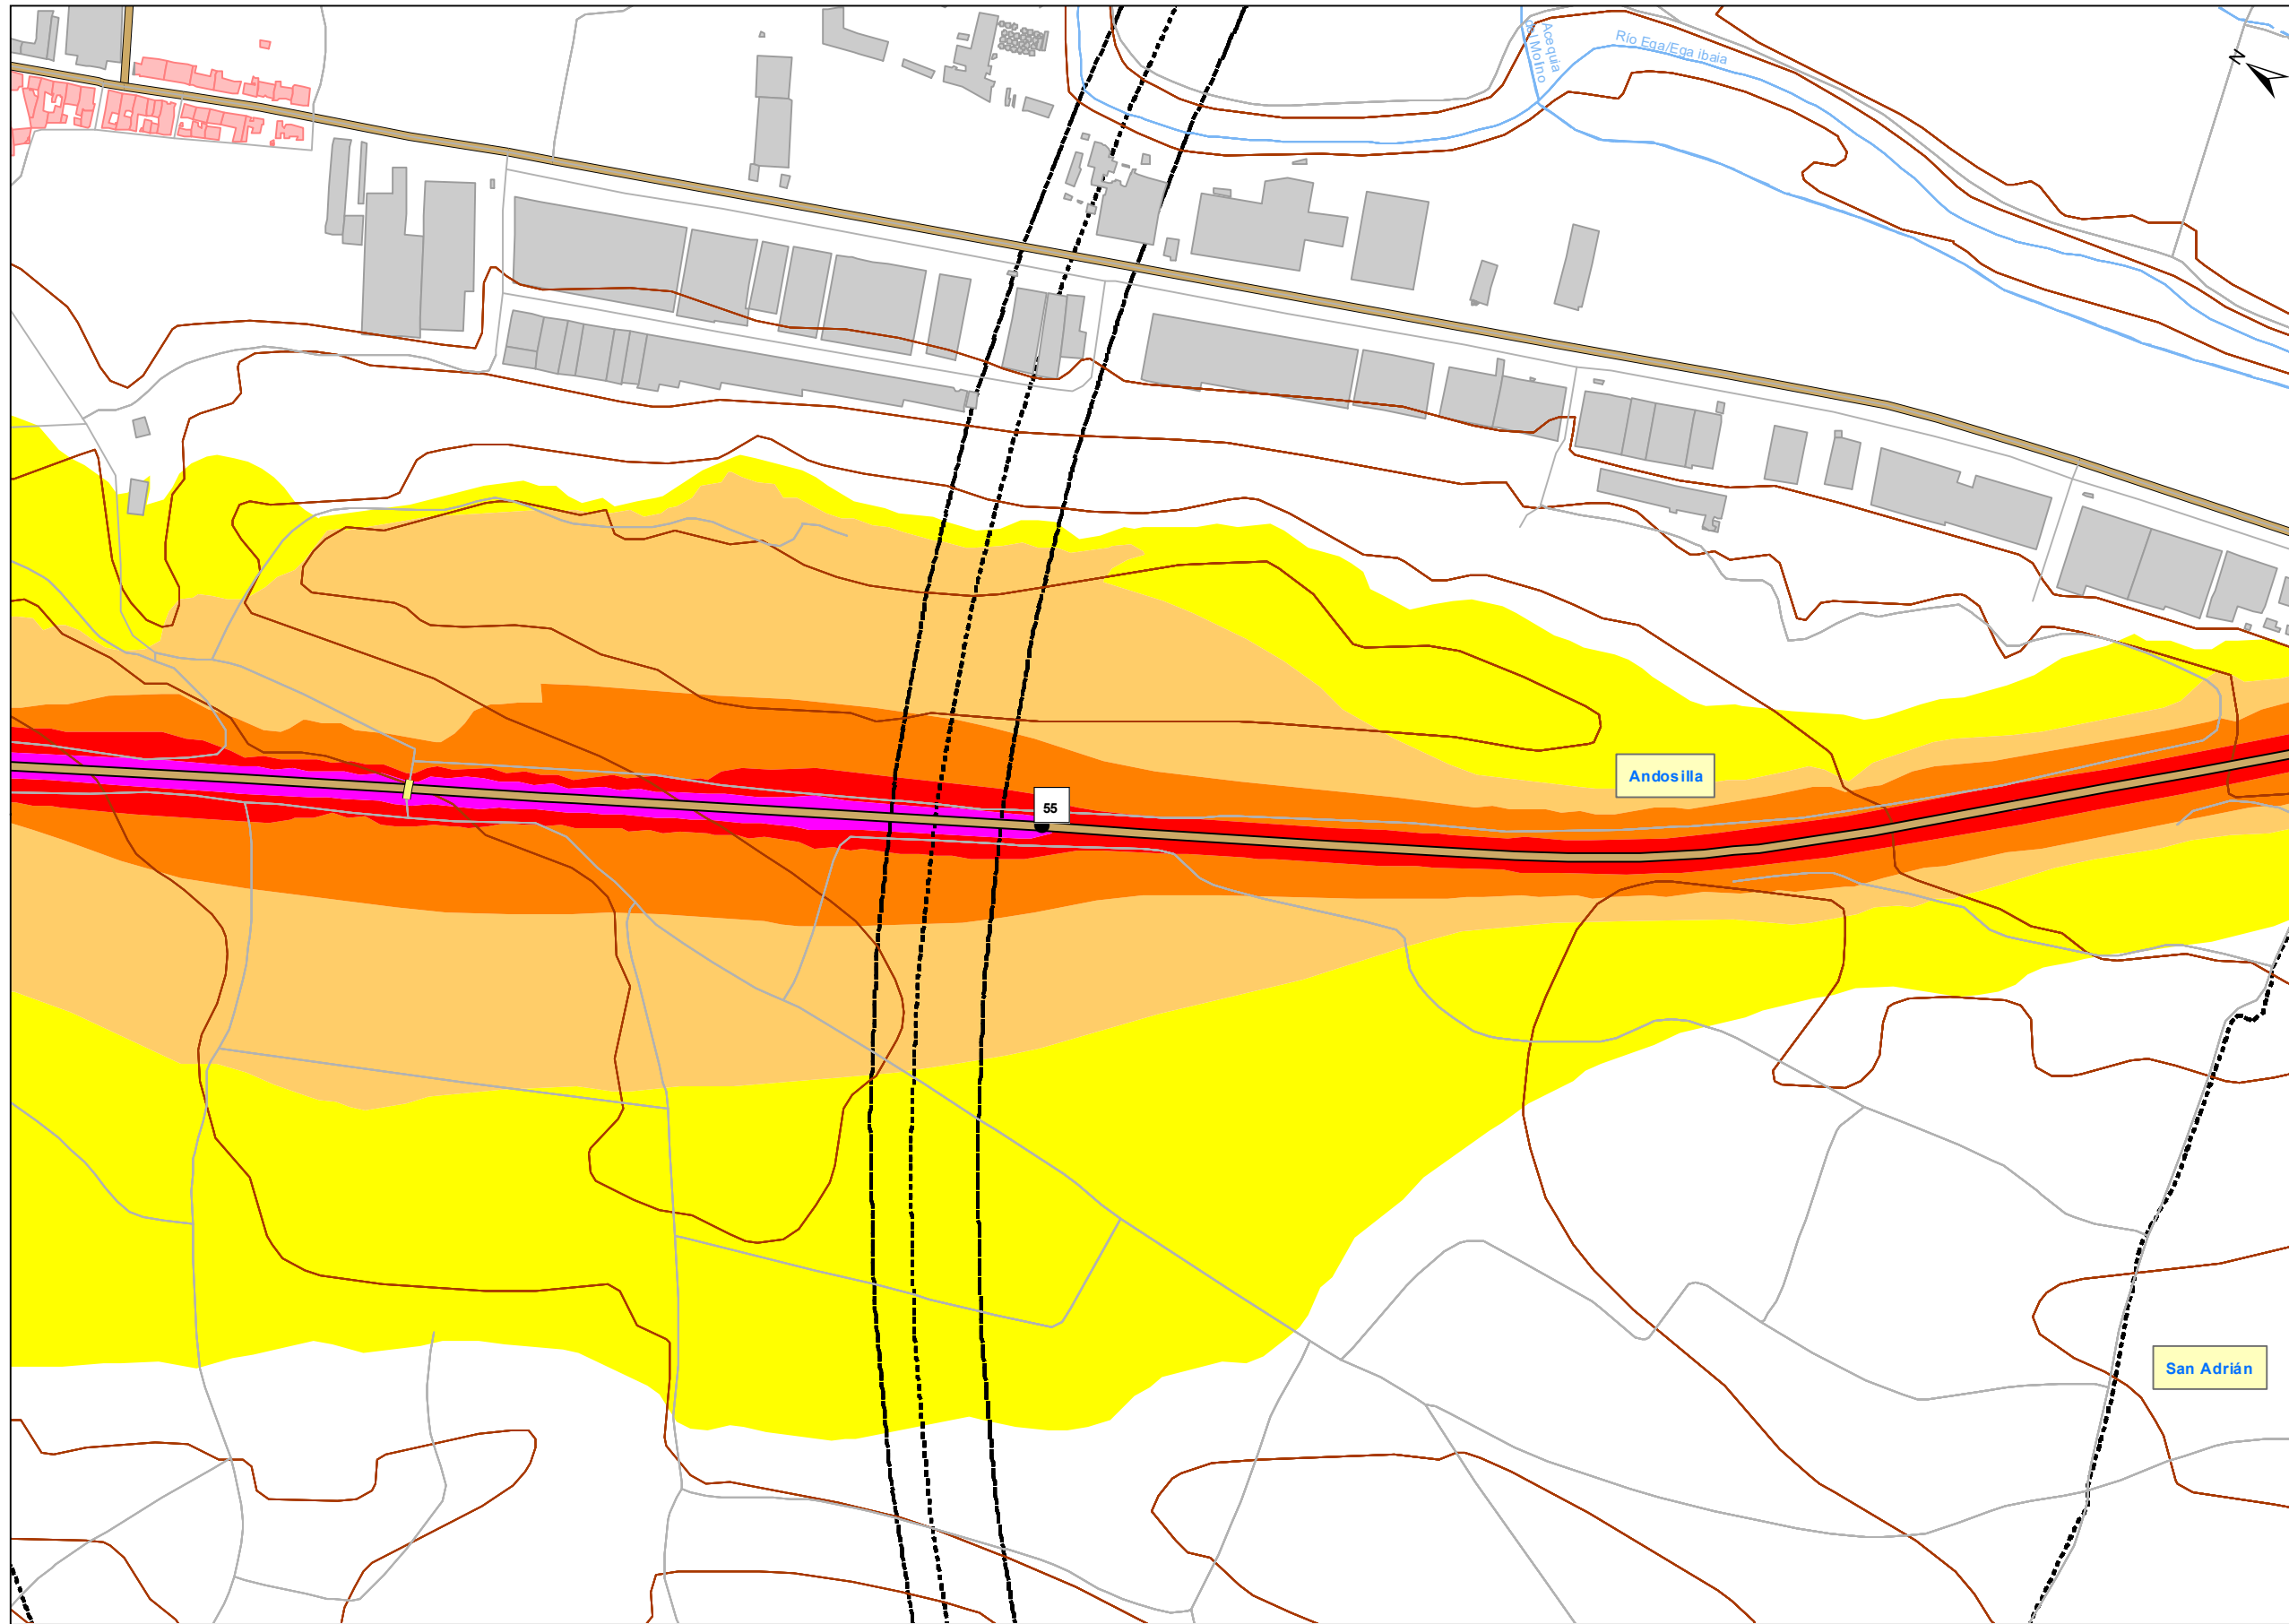 Acequia
del Molino
Río Ega/Ega ibaia
N
Andosilla
55
San Adrián